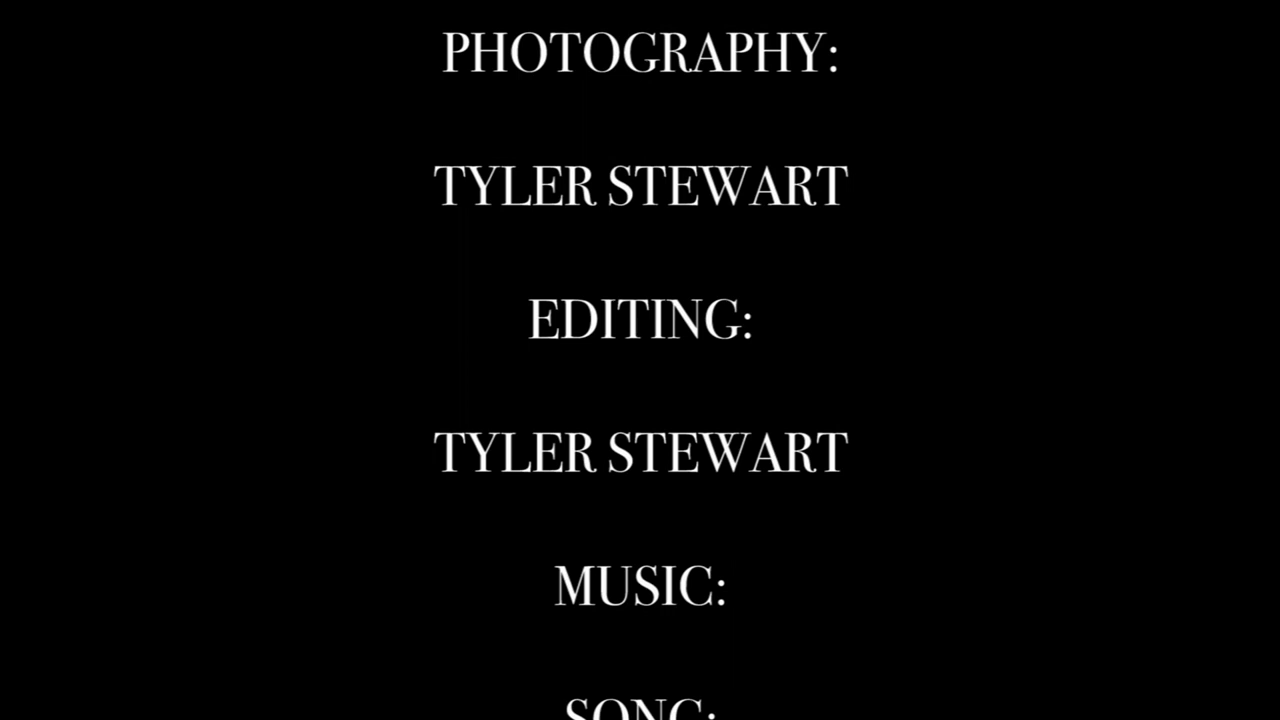 PHOTOGRAPHY:
TYLER STEWART
EDITING:
TYLER STEWART
MUSIC:
SONG: